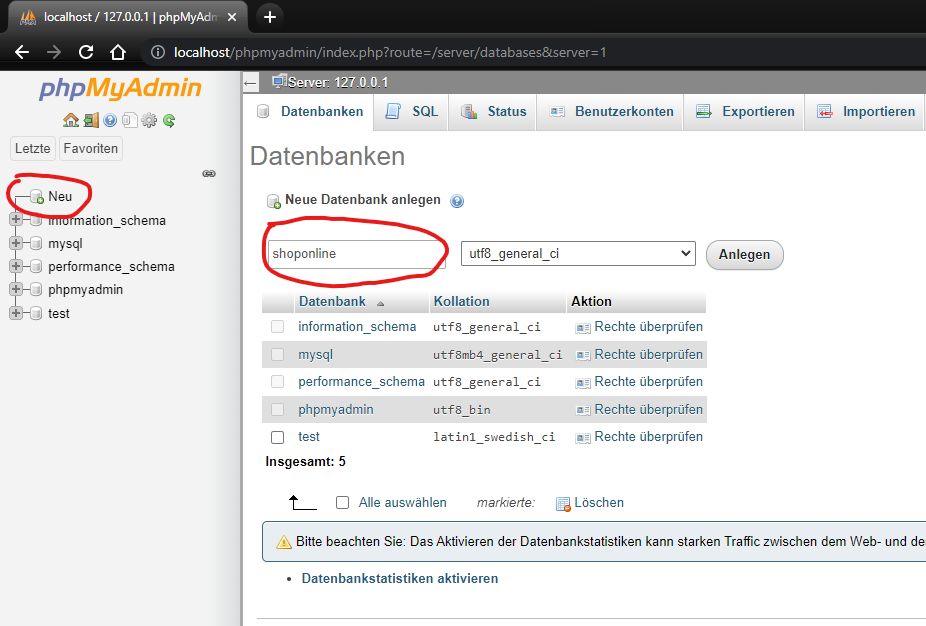 localhost / 127.0.0.1 | phpMyAdm
localhost/phpmyadmin/index.php?route=/server/databases&server=1
phpMyAdmin
Server: 127.0.0.1
Datenbanken SQL Status Benutzerkonten Exportieren Importieren
Letzte Favoriten
Datenbanken
Neu
information_schema
mysql
performance_schema
phpmyadmin
test
Neue Datenbank anlegen
shoponline utf8_general_ci Anlegen
Datenbank Kollation Aktion
information_schema utf8_general_ci Rechte überprüfen
mysql utf8mb4_general_ci Rechte überprüfen
performance_schema utf8_general_ci Rechte überprüfen
phpmyadmin utf8_bin Rechte überprüfen
test latin1_swedish_ci Rechte überprüfen
Insgesamt: 5
Alle auswählen markierte: Löschen
Bitte beachten Sie: Das Aktivieren der Datenbankstatistiken kann starken Traffic zwischen dem Web- und de
• Datenbankstatistiken aktivieren